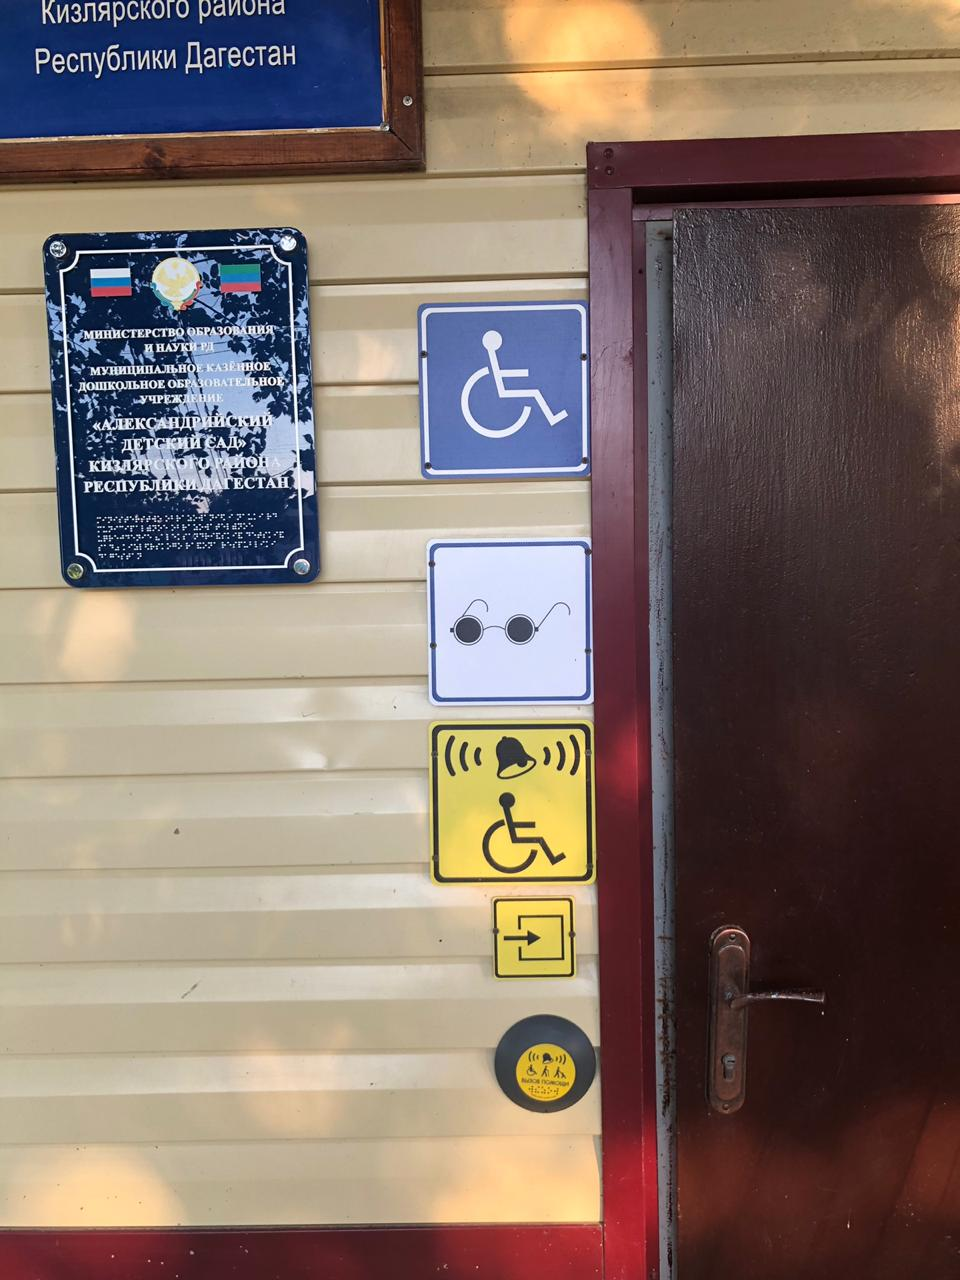 Кизлярского района
Республики Дагестан
МИНИСТЕРСТВО ОБРАЗОВАНИЯ
И НАУКИ РД
МУНИЦИПАЛЬНОЕ КАЗЁННОЕ
ДОШКОЛЬНОЕ ОБРАЗОВАТЕЛЬНОЕ
УЧРЕЖДЕНИЕ
«АЛЕКСАНДРИЙСКИЙ
ДЕТСКИЙ САД»
КИЗЛЯРСКОГО РАЙОНА
РЕСПУБЛИКИ ДАГЕСТАН
ВЫЗОВ ПОМОЩИ